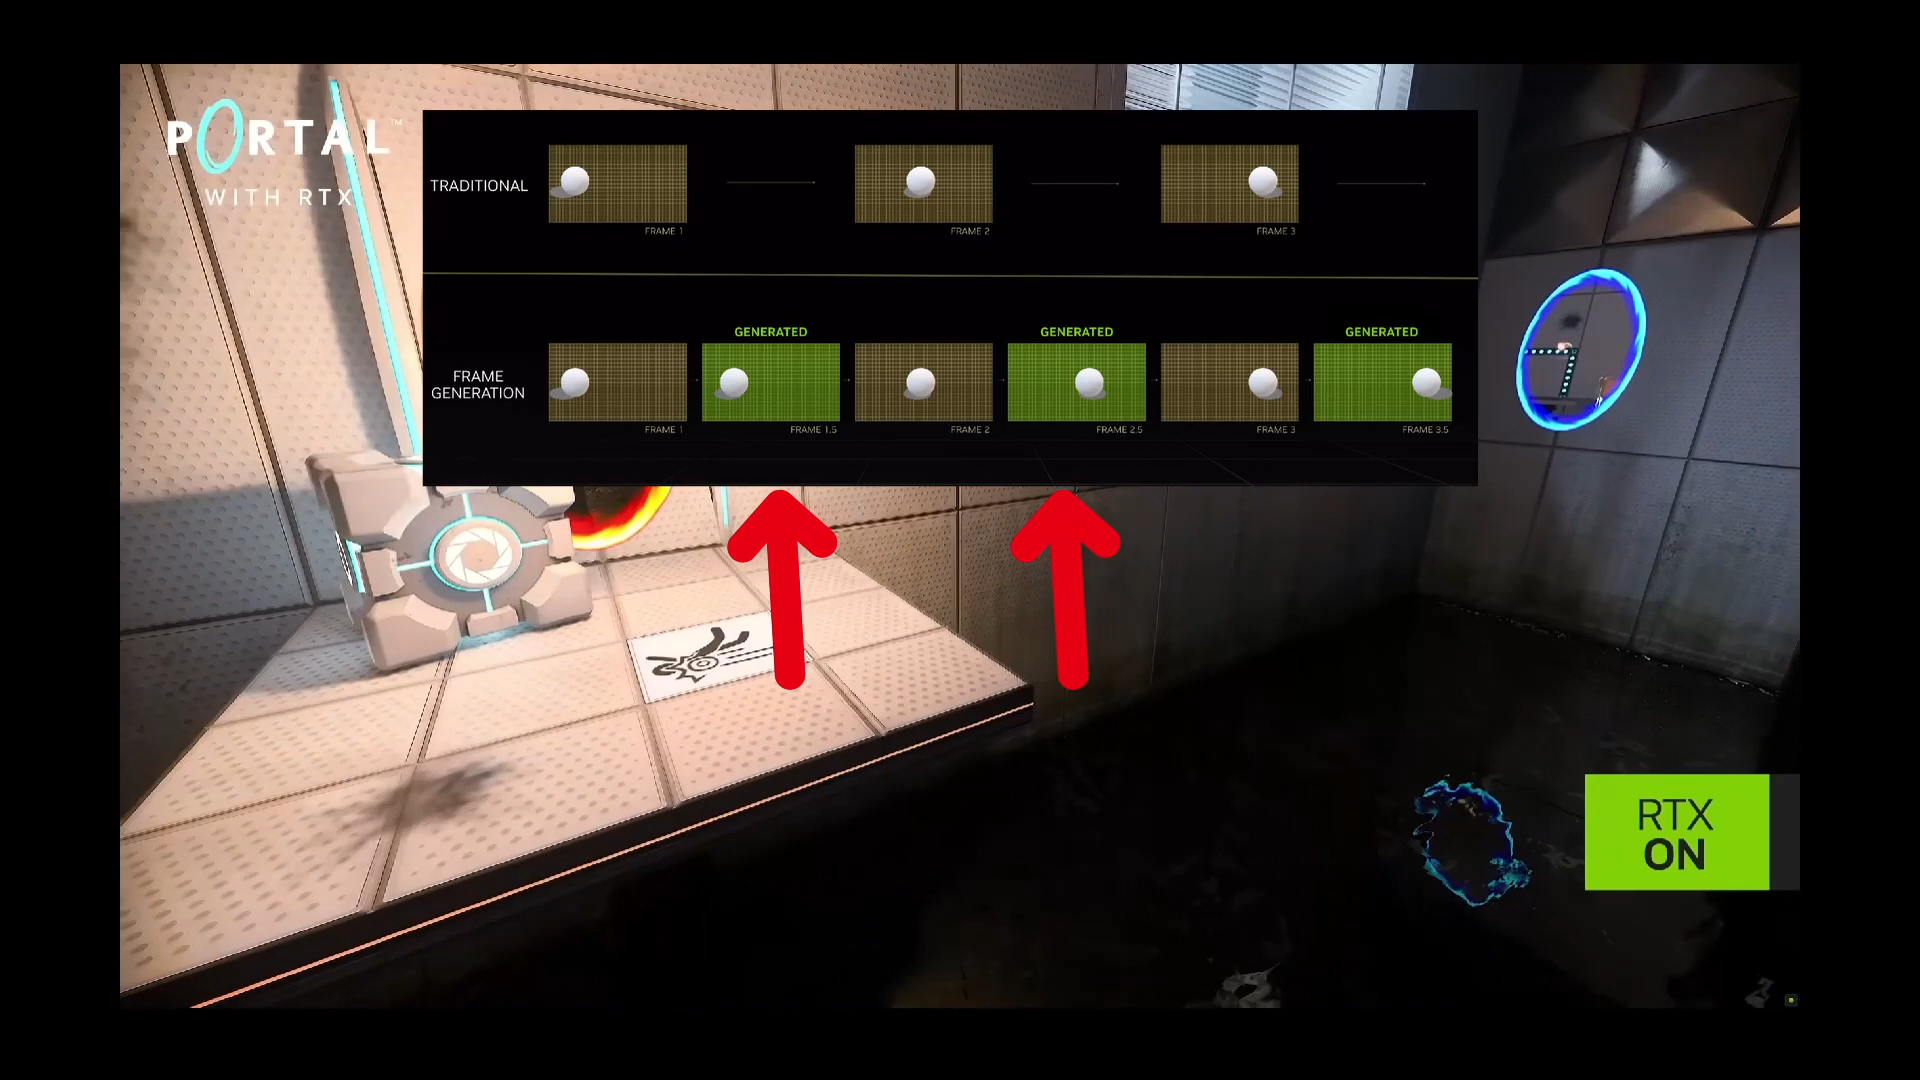 PORTAL™
WITH RTX
TRADITIONAL
FRAME 1
FRAME 2
FRAME 3
GENERATED
GENERATED
GENERATED
FRAME
GENERATION
FRAME 1
FRAME 1.5
FRAME 2
FRAME 2.5
FRAME 3
FRAME 3.5
RTX
ON